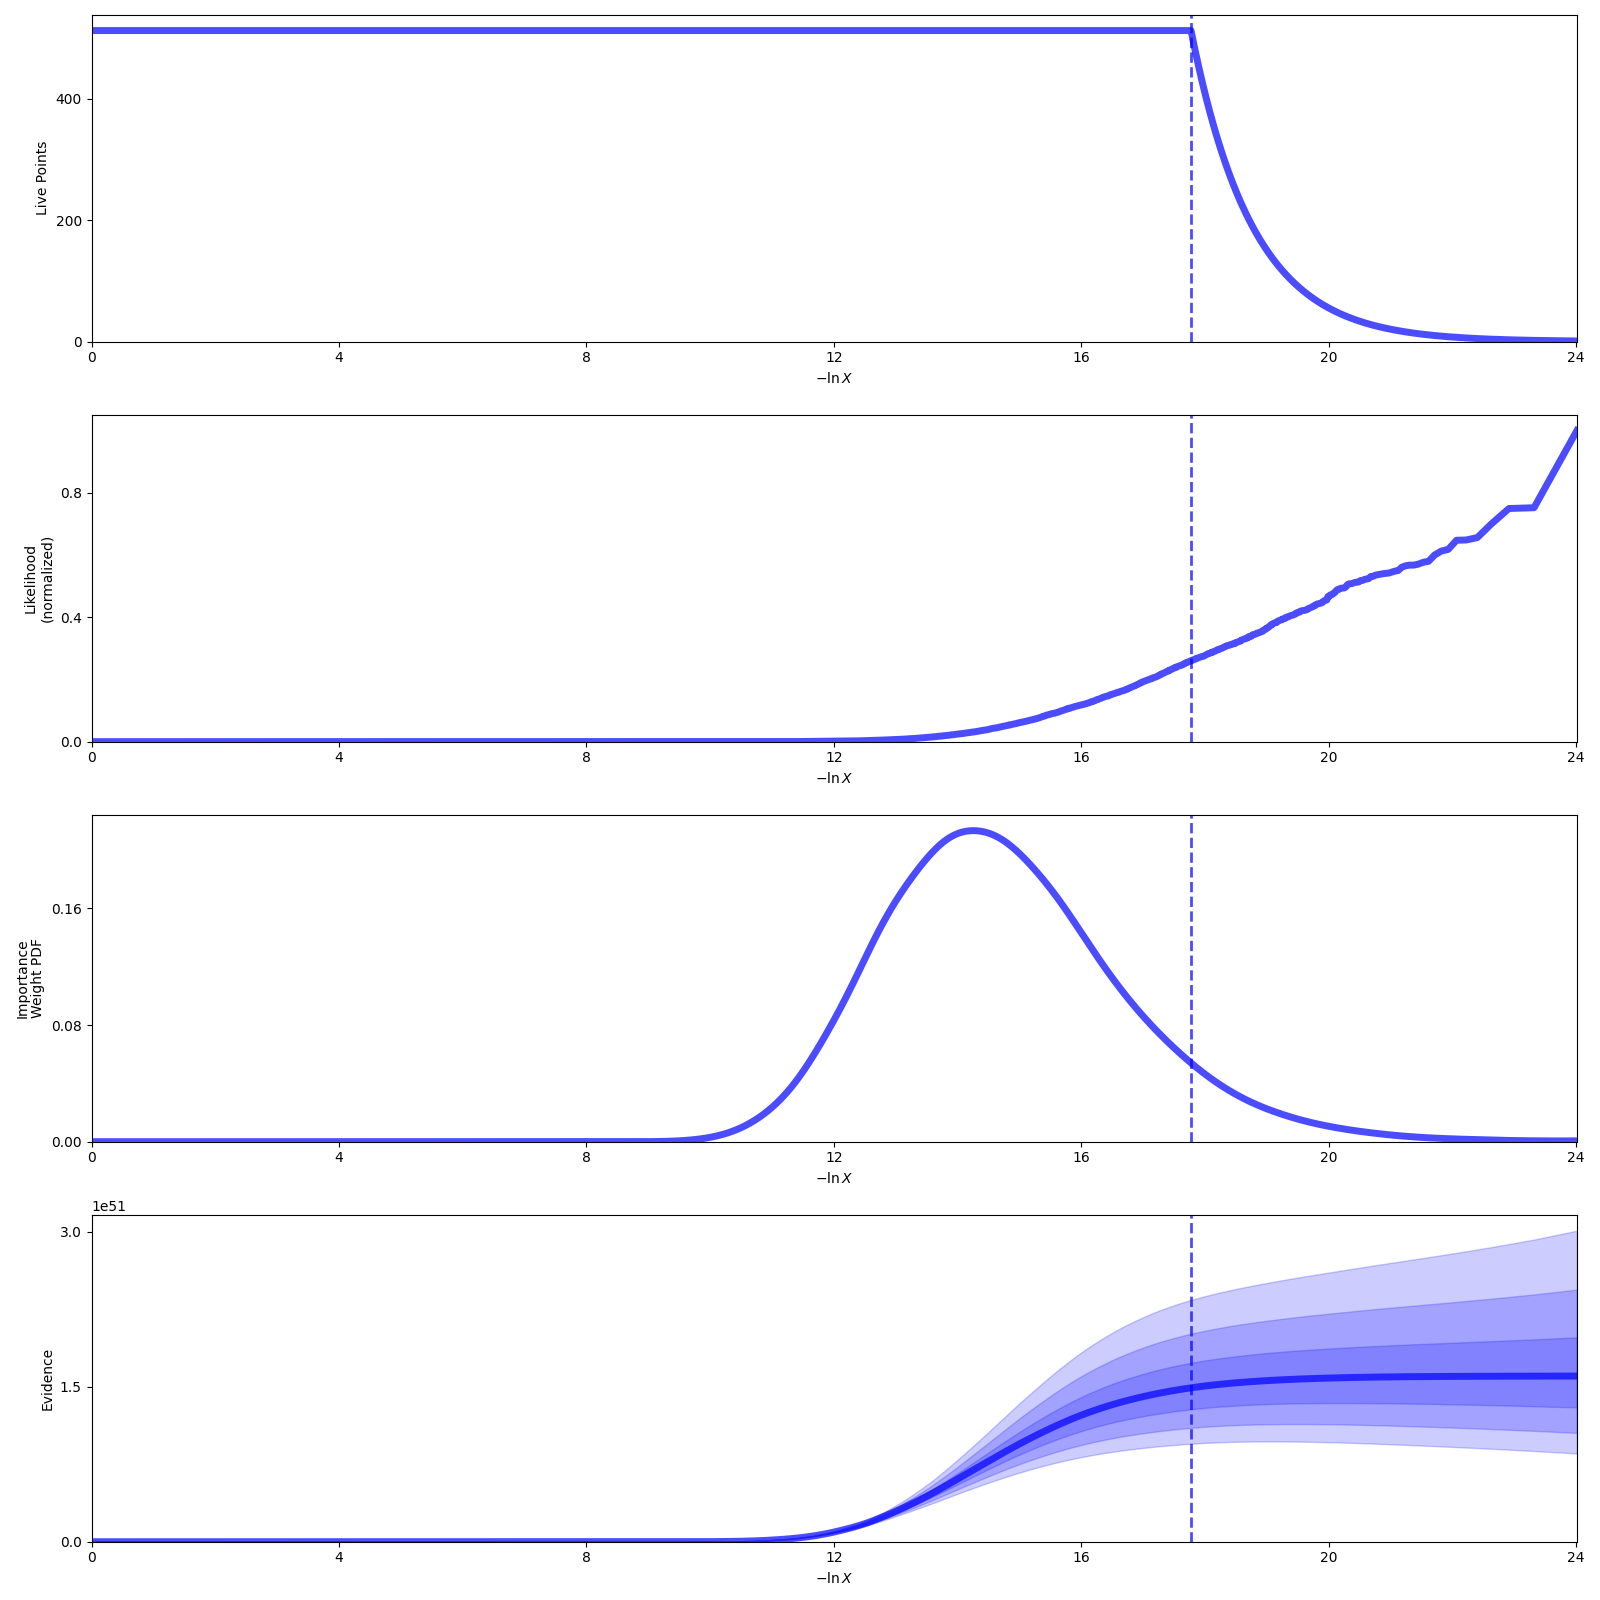 400
200
0
Live Points
0 4 8 12 16 20 24
−ln X
0.8
0.4
0.0
Likelihood
(normalized)
0 4 8 12 16 20 24
−ln X
0.16
0.08
0.00
Importance
Weight PDF
0 4 8 12 16 20 24
−ln X
1e51
3.0
1.5
0.0
Evidence
0 4 8 12 16 20 24
−ln X